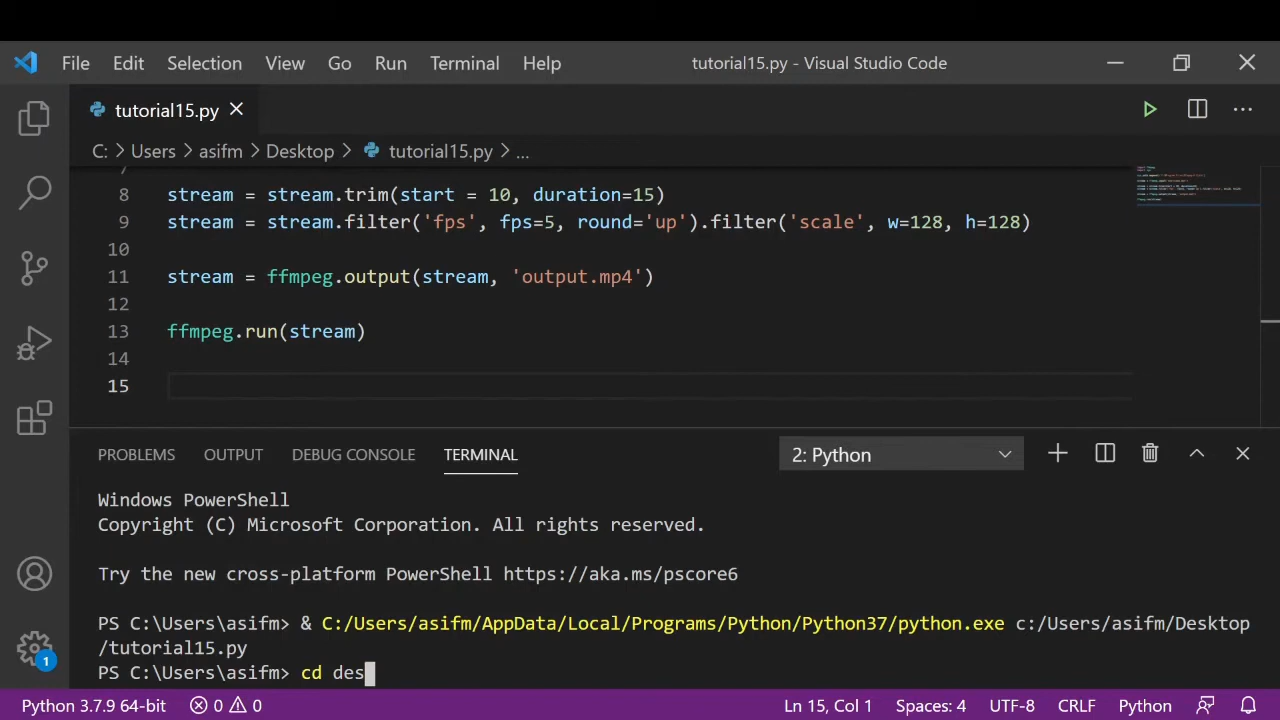 File Edit Selection View Go Run Terminal Help tutorial15.py - Visual Studio Code
tutorial15.py
C: > Users > asifm > Desktop > tutorial15.py > ...
7
8 stream = stream.trim(start = 10, duration=15)
9 stream = stream.filter('fps', fps=5, round='up').filter('scale', w=128, h=128)
10
11 stream = ffmpeg.output(stream, 'output.mp4')
12
13 ffmpeg.run(stream)
14
15
PROBLEMS OUTPUT DEBUG CONSOLE TERMINAL 2: Python
Windows PowerShell
Copyright (C) Microsoft Corporation. All rights reserved.
Try the new cross-platform PowerShell https://aka.ms/pscore6
PS C:\Users\asifm> & C:/Users/asifm/AppData/Local/Programs/Python/Python37/python.exe c:/Users/asifm/Desktop
/tutorial15.py
PS C:\Users\asifm> cd des
1
Python 3.7.9 64-bit 0 0 Ln 15, Col 1 Spaces: 4 UTF-8 CRLF Python